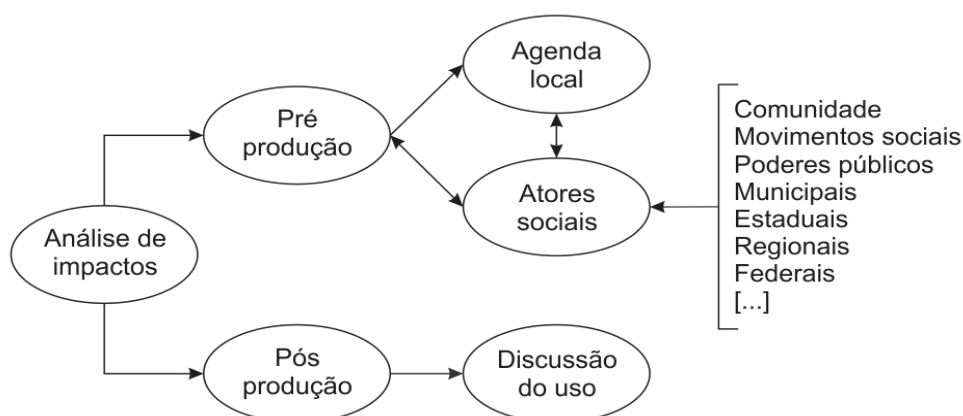 Análise de
impactos
Pré
produção
Agenda
local
Atores
sociais
Comunidade
Movimentos sociais
Poderes públicos
Municipais
Estaduais
Regionais
Federais
[...]
Pós
produção
Discussão
do uso